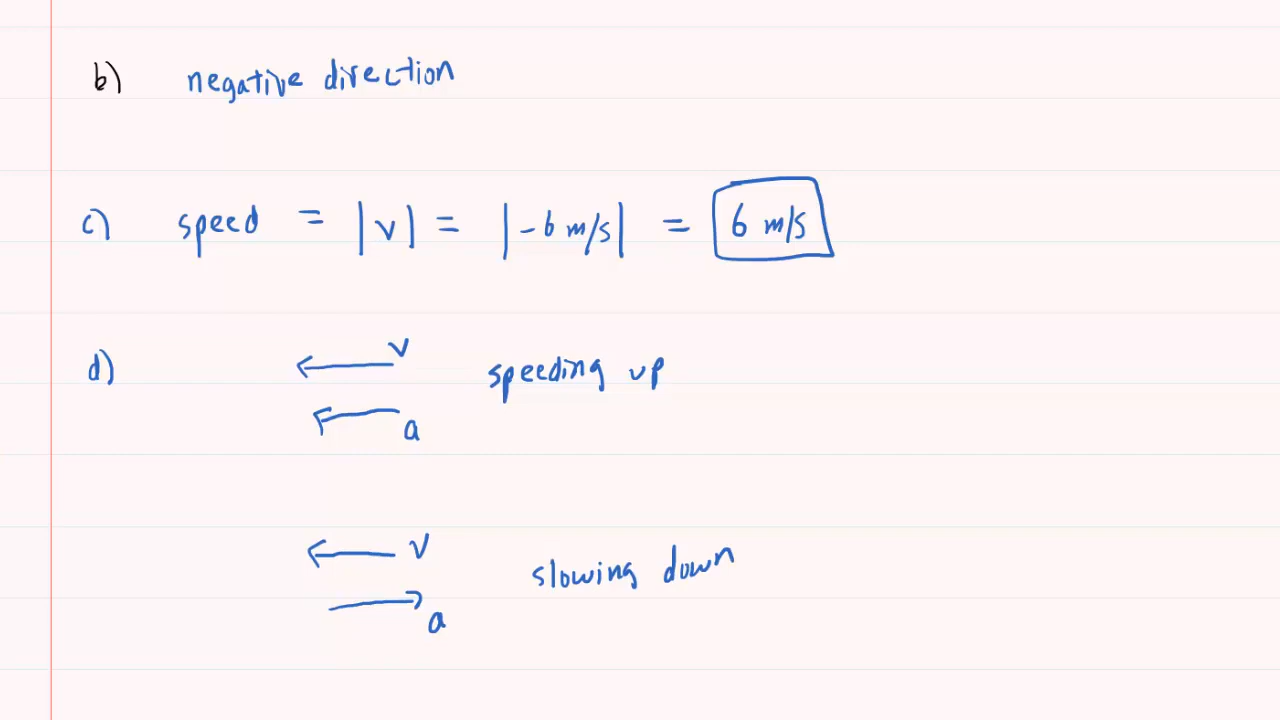 b) negative direction
c) speed = |v| = |-6 m/s| = 6 m/s
d) v
speeding up
a
v
slowing down
a